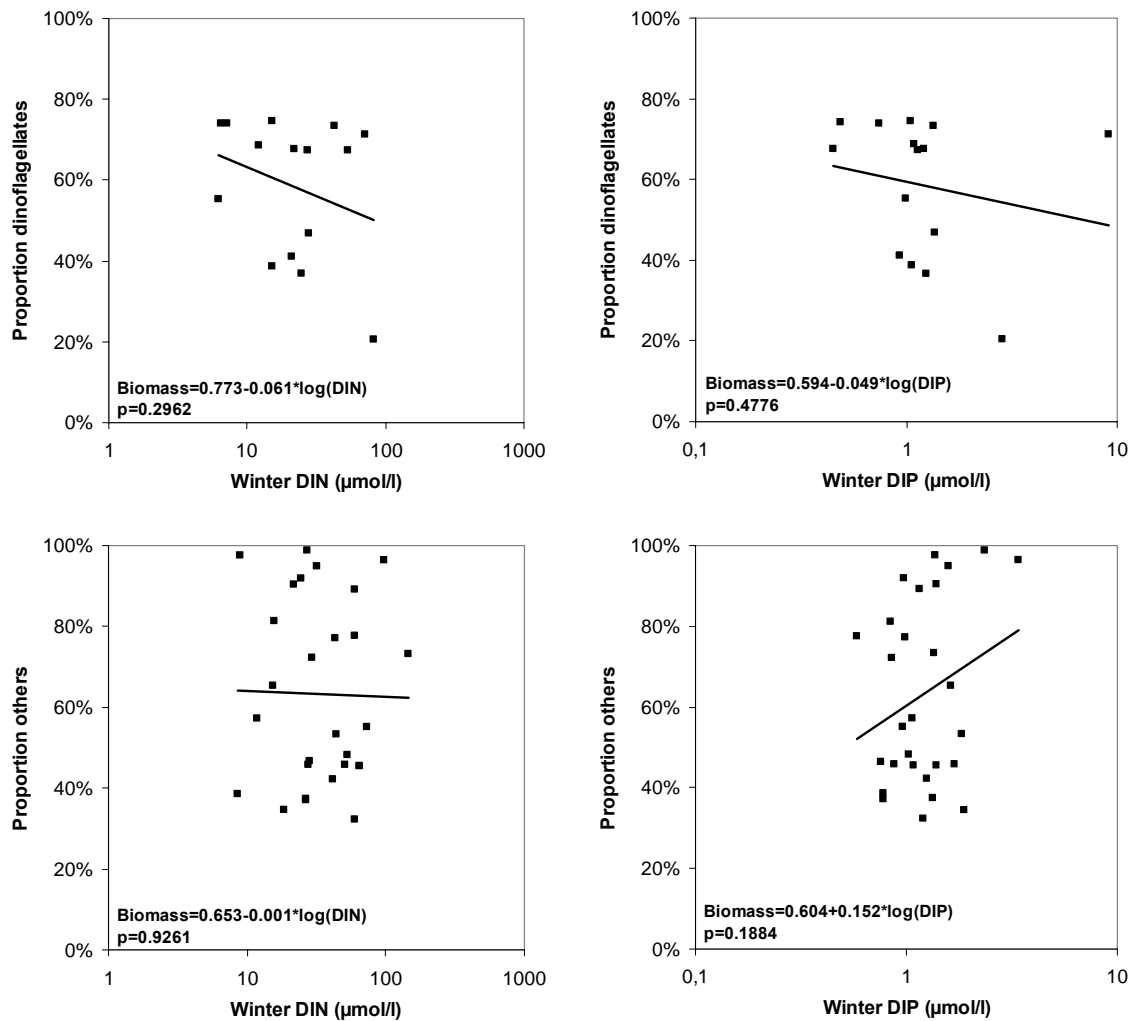 100%
80%
60%
40%
20%
0%
Proportion dinoflagellates
Biomass=0.773-0.061*log(DIN)
p=0.2962
1 10 100 1000
Winter DIN (µmol/l)
100%
80%
60%
40%
20%
0%
Proportion dinoflagellates
Biomass=0.594-0.049*log(DIP)
p=0.4776
0,1 1 10
Winter DIP (µmol/l)
100%
80%
60%
40%
20%
0%
Proportion others
Biomass=0.653-0.001*log(DIN)
p=0.9261
1 10 100 1000
Winter DIN (µmol/l)
100%
80%
60%
40%
20%
0%
Proportion others
Biomass=0.604+0.152*log(DIP)
p=0.1884
0,1 1 10
Winter DIP (µmol/l)